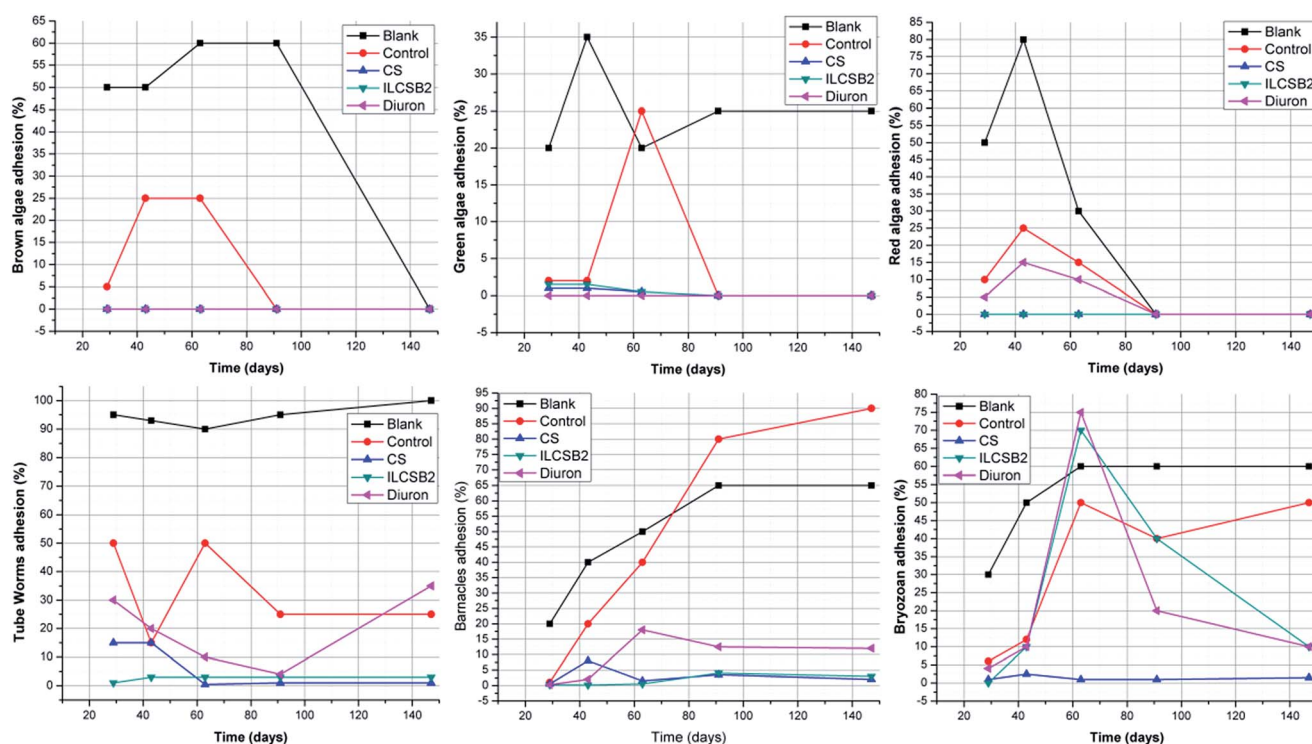 Brown algae adhesion (%)
65
60
55
50
45
40
35
30
25
20
15
10
5
0
-5
20 40 60 80 100 120 140
Time (days)
Blank
Control
CS
ILCSB2
Diuron
Green algae adhesion (%)
35
30
25
20
15
10
5
0
-5
20 40 60 80 100 120 140
Time (days)
Blank
Control
CS
ILCSB2
Diuron
Red algae adhesion (%)
85
80
75
70
65
60
55
50
45
40
35
30
25
20
15
10
5
0
-5
20 40 60 80 100 120 140
Time (days)
Blank
Control
CS
ILCSB2
Diuron
Tube Worms adhesion (%)
100
90
80
70
60
50
40
30
20
10
0
20 40 60 80 100 120 140
Time (days)
Blank
Control
CS
ILCSB2
Diuron
Barnacles adhesion (%)
95
90
85
80
75
70
65
60
55
50
45
40
35
30
25
20
15
10
5
0
-5
20 40 60 80 100 120 140
Time (days)
Blank
Control
CS
ILCSB2
Diuron
Bryozoan adhesion (%)
80
75
70
65
60
55
50
45
40
35
30
25
20
15
10
5
0
-5
20 40 60 80 100 120 140
Time (days)
Blank
Control
CS
ILCSB2
Diuron